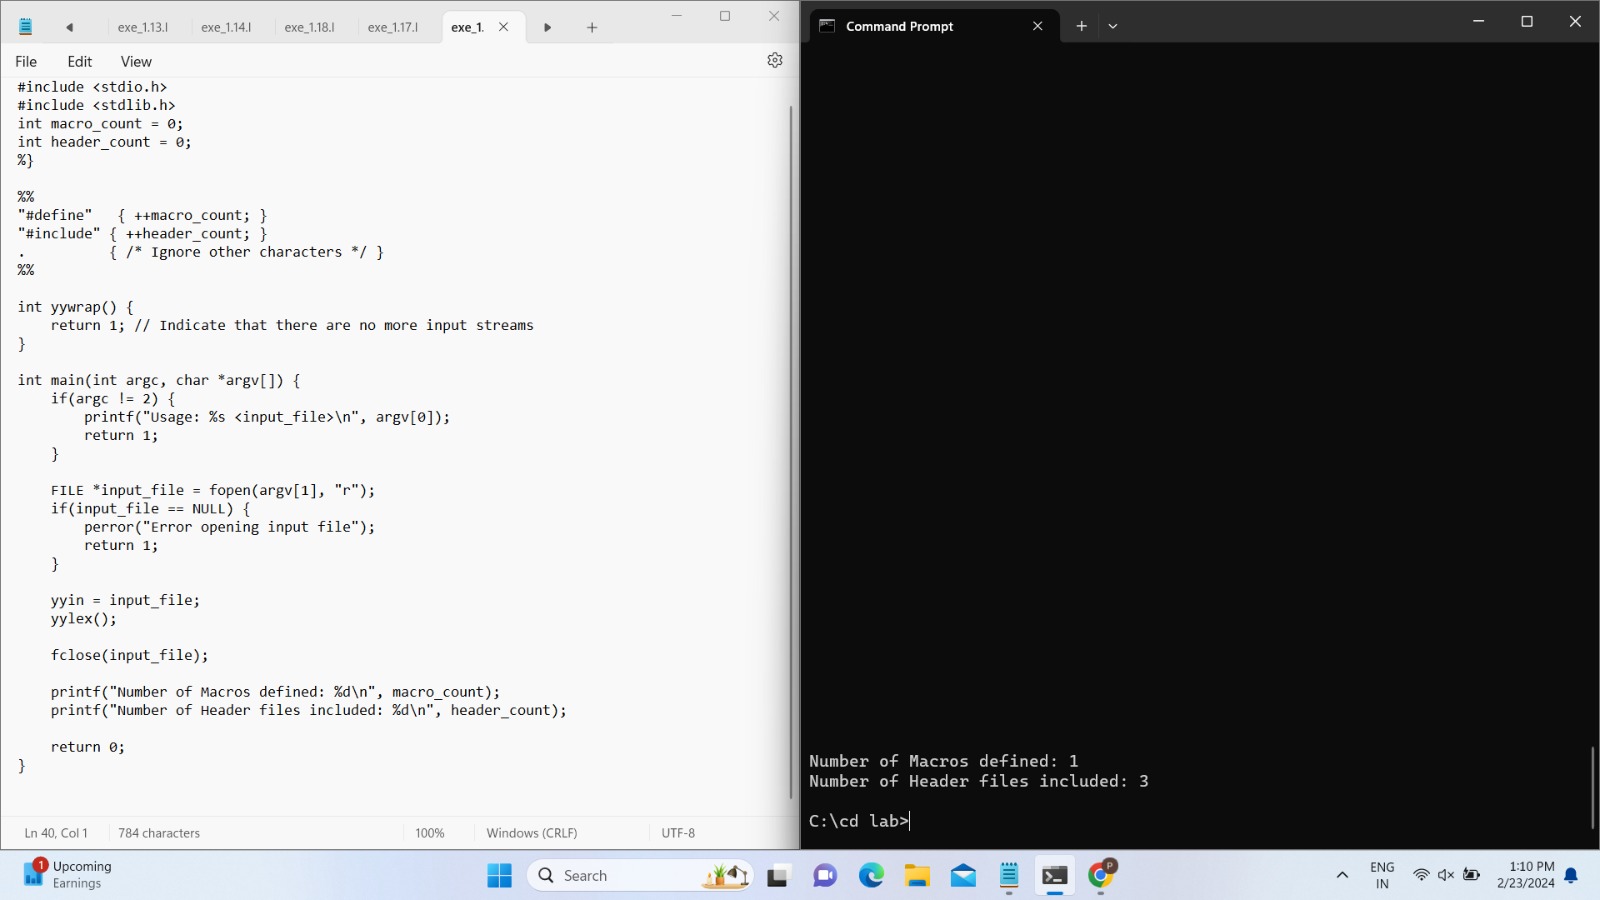 exe_1.13.l
exe_1.14.l
exe_1.18.l
exe_1.17.l
exe_1.
File
Edit
View
#include <stdio.h>
#include <stdlib.h>
int macro_count = 0;
int header_count = 0;
%}
%%
"#define"   { ++macro_count; }
"#include" { ++header_count; }
.          { /* Ignore other characters */ }
%%
int yywrap() {
    return 1; // Indicate that there are no more input streams
}
int main(int argc, char *argv[]) {
    if(argc != 2) {
        printf("Usage: %s <input_file>\n", argv[0]);
        return 1;
    }
    FILE *input_file = fopen(argv[1], "r");
    if(input_file == NULL) {
        perror("Error opening input file");
        return 1;
    }
    yyin = input_file;
    yylex();
    fclose(input_file);
    printf("Number of Macros defined: %d\n", macro_count);
    printf("Number of Header files included: %d\n", header_count);
    return 0;
}
Ln 40, Col 1
784 characters
100%
Windows (CRLF)
UTF-8
Command Prompt
Number of Macros defined: 1
Number of Header files included: 3
C:\cd lab>
1
Upcoming
Earnings
Search
P
ENG
IN
1:10 PM
2/23/2024